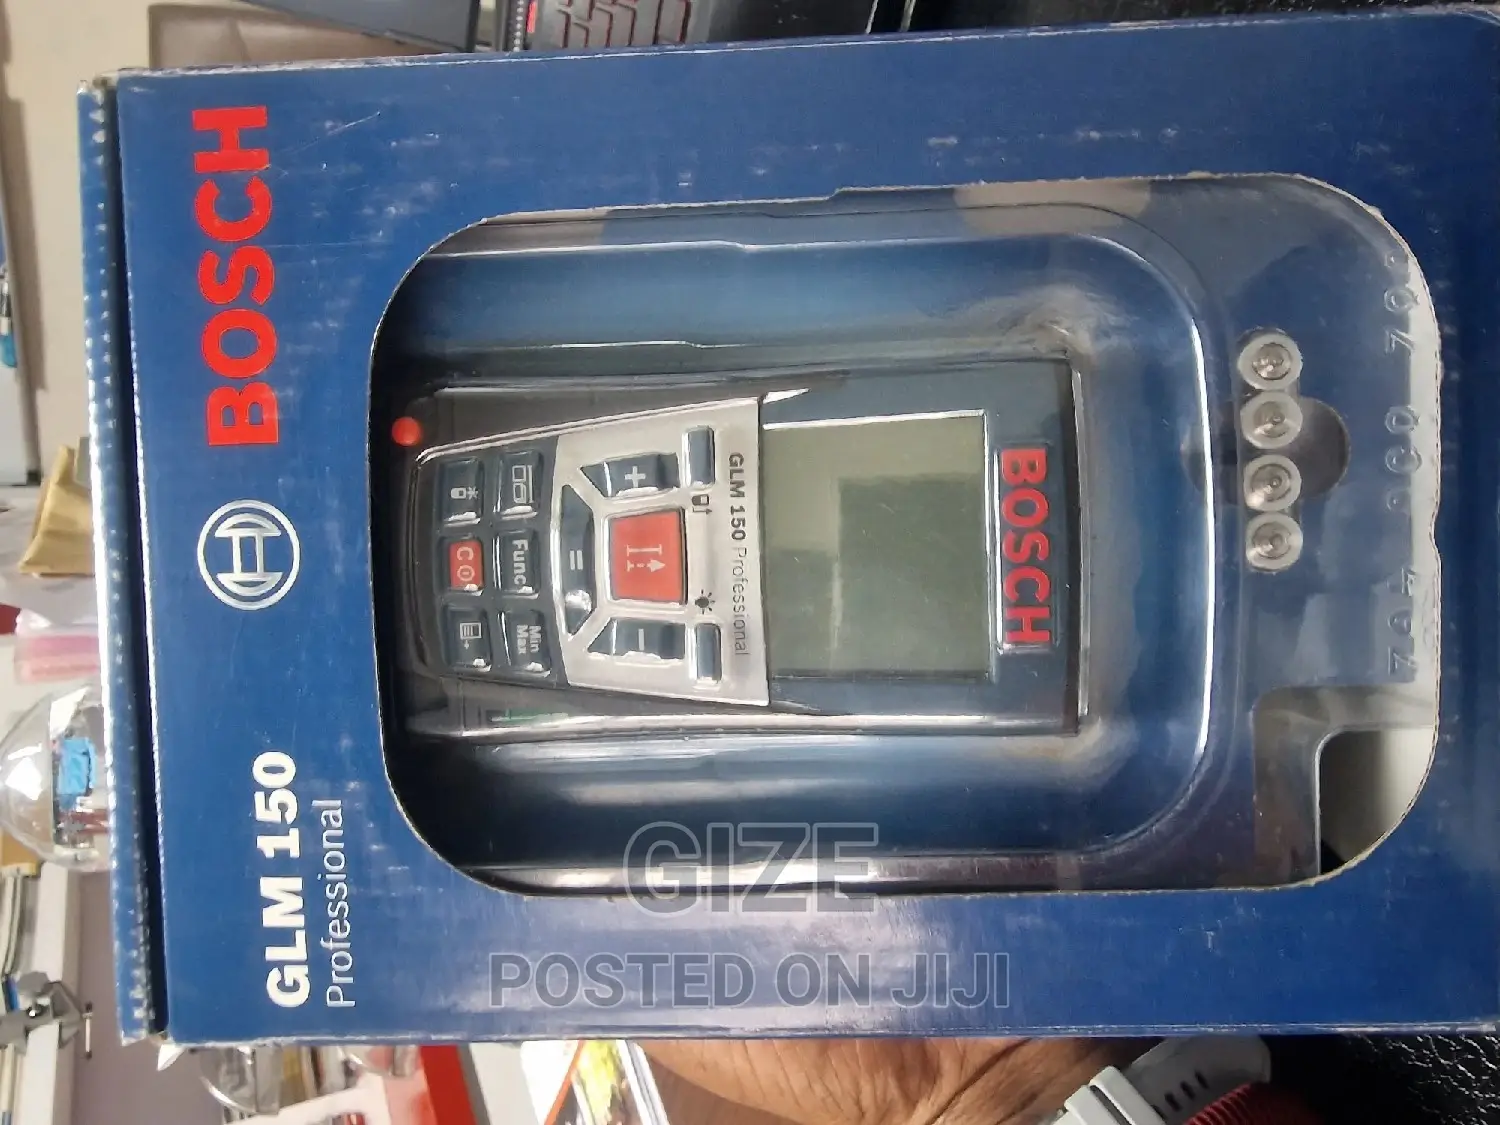 BOSCH
GLM 150
Professional
BOSCH
GLM 150 Professional
+
-
=
Func
Min
Max
C
GIZE
POSTED ON JIJI